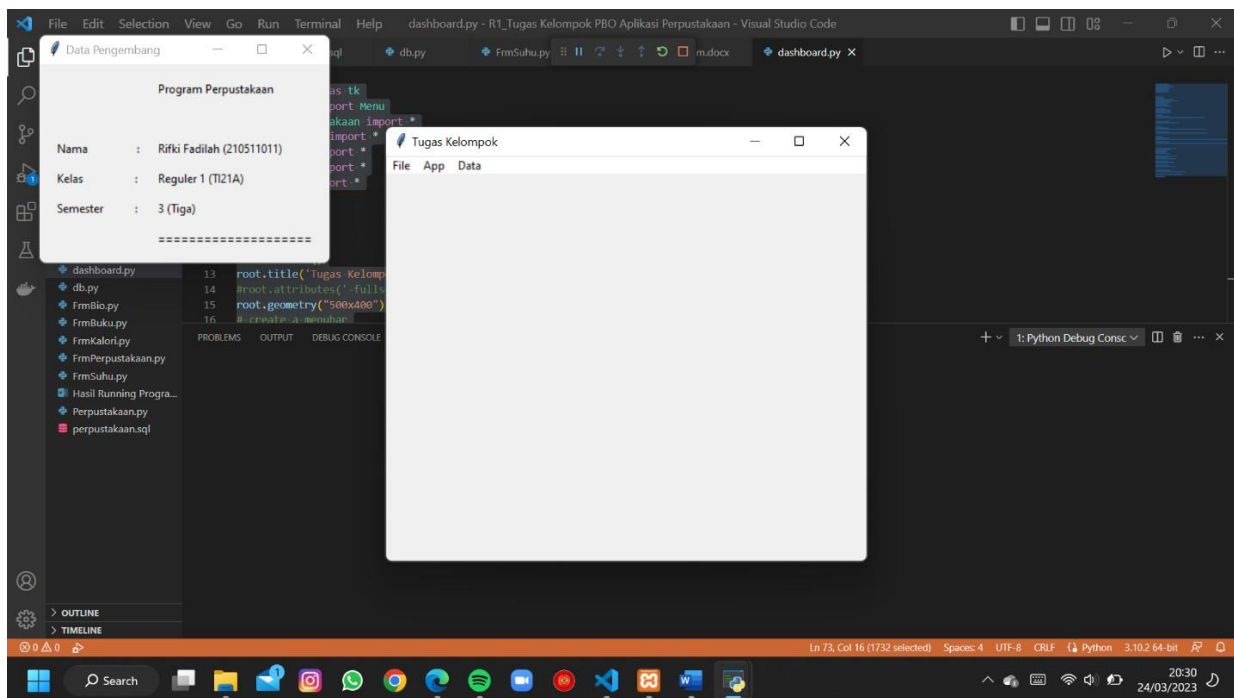 File Edit Selection View Go Run Terminal Help dashboard.py - R1_Tugas Kelompok PBO Aplikasi Perpustakaan - Visual Studio Code
Data Pengembang
Program Perpustakaan
Nama : Rifki Fadilah (210511011)
Kelas : Reguler 1 (TI21A)
Semester : 3 (Tiga)
====================
db.py FrmSuhu.py m.docx dashboard.py
as tk
port Menu
akaan import *
import *
port *
port *
ort *
Tugas Kelompok
File App Data
13 root.title('Tugas Kelomp
14 #root.attributes('-fulls
15 root.geometry("500x400")
16 # create a menubar
dashboard.py
db.py
FrmBio.py
FrmBuku.py
FrmKalori.py
FrmPerpustakaan.py
FrmSuhu.py
Hasil Running Progra...
Perpustakaan.py
perpustakaan.sql
PROBLEMS OUTPUT DEBUG CONSOLE
1: Python Debug Consc
OUTLINE
TIMELINE
0 0
Ln 73, Col 16 (1732 selected) Spaces: 4 UTF-8 CRLF Python 3.10.2 64-bit
Search
20:30
24/03/2023